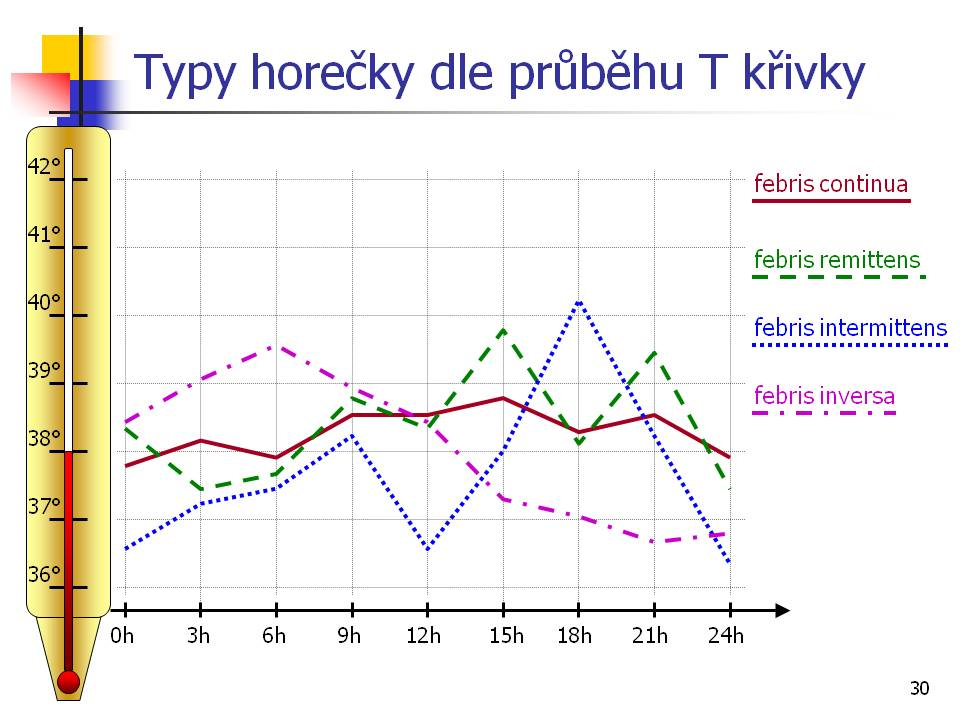 Typy horečky dle průběhu T křivky
42°
41°
40°
39°
38°
37°
36°
febris continua
febris remittens
febris intermittens
febris inversa
0h 3h 6h 9h 12h 15h 18h 21h 24h
30